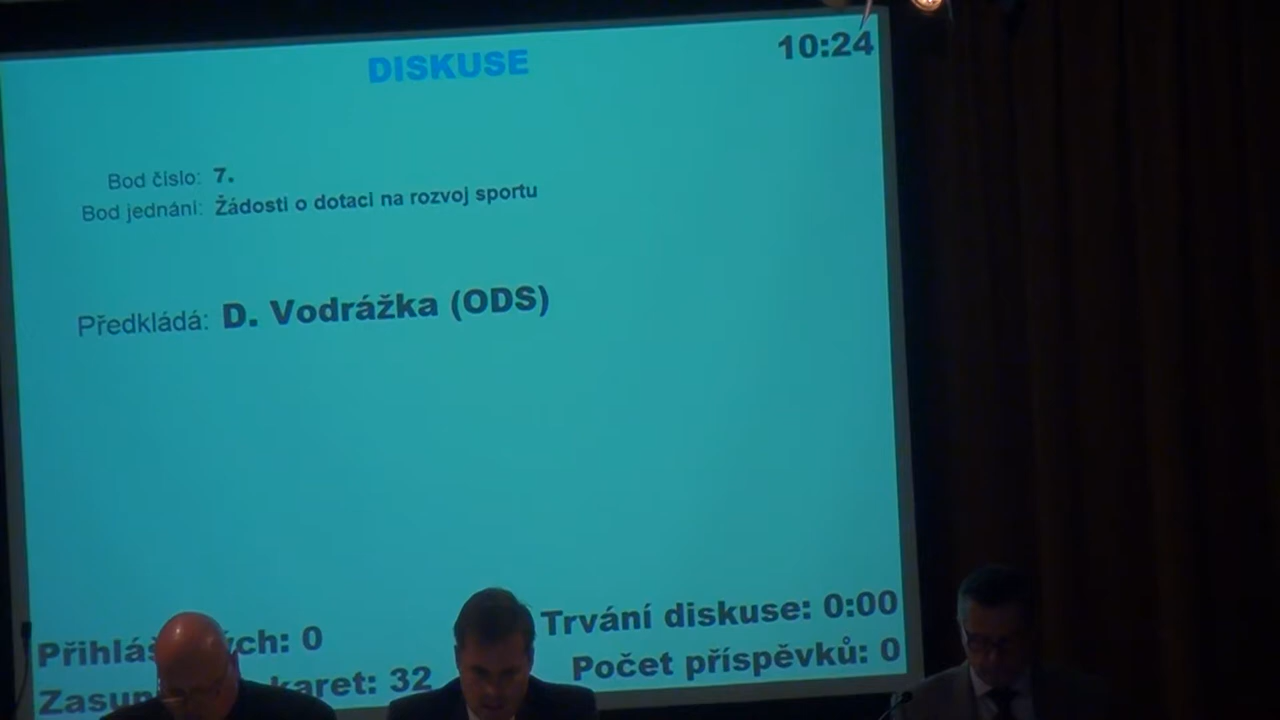 DISKUSE
10:24
Bod číslo: 7.
Bod jednání: Žádosti o dotaci na rozvoj sportu
Předkládá: D. Vodrážka (ODS)
Trvání diskuse: 0:00
0
Počet příspěvků: 0
karet: 32